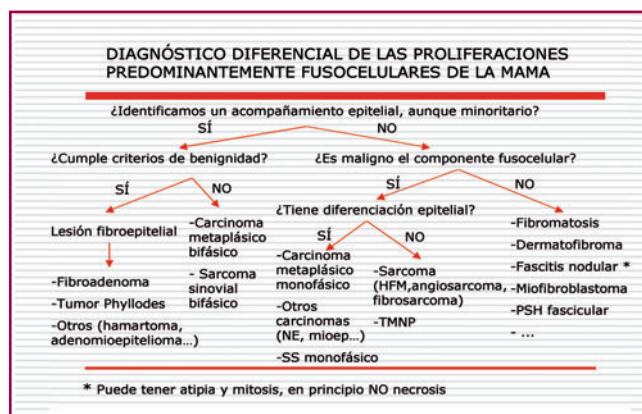 DIAGNÓSTICO DIFERENCIAL DE LAS PROLIFERACIONES
PREDOMINANTEMENTE FUSOCELULARES DE LA MAMA
¿Identificamos un acompañamiento epitelial, aunque minoritario?
SÍ
NO
¿Cumple criterios de benignidad?
¿Es maligno el componente fusocelular?
SÍ
NO
SÍ
NO
Lesión fibroepitelial
-Fibroadenoma
-Tumor Phyllodes
-Otros (hamartoma,
adenomioepitelioma...)
-Carcinoma
metaplásico
bifásico
- Sarcoma
sinovial
bifásico
¿Tiene diferenciación epitelial?
SÍ
NO
-Carcinoma
metaplásico
monofásico
-Otros
carcinomas
(NE, mioep...)
-SS monofásico
-Sarcoma
(HFM,angiosarcoma,
fibrosarcoma)
-TMNP
-Fibromatosis
-Dermatofibroma
-Fascitis nodular *
-Miofibroblastoma
-PSH fascicular
- ...
* Puede tener atipia y mitosis, en principio NO necrosis